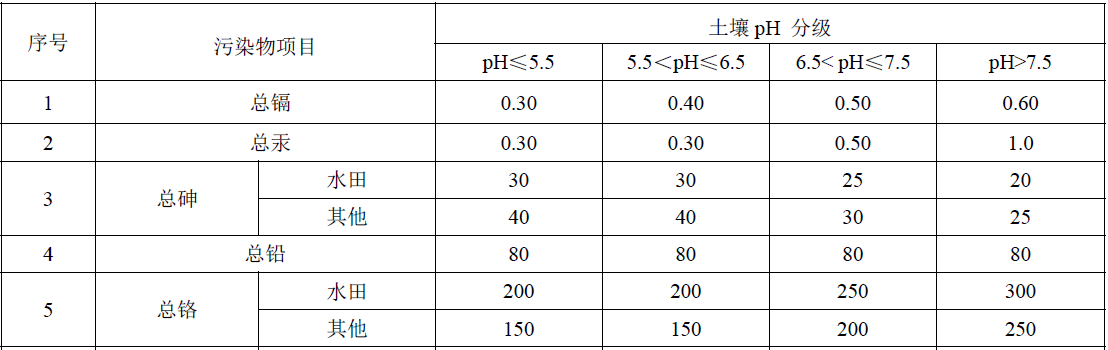 序号 污染物项目 土壤 pH 分级
pH≤5.5 5.5＜pH≤6.5 6.5< pH≤7.5 pH>7.5
1 总镉 0.30 0.40 0.50 0.60
2 总汞 0.30 0.30 0.50 1.0
3 总砷 水田 30 30 25 20
其他 40 40 30 25
4 总铅 80 80 80 80
5 总铬 水田 200 200 250 300
其他 150 150 200 250